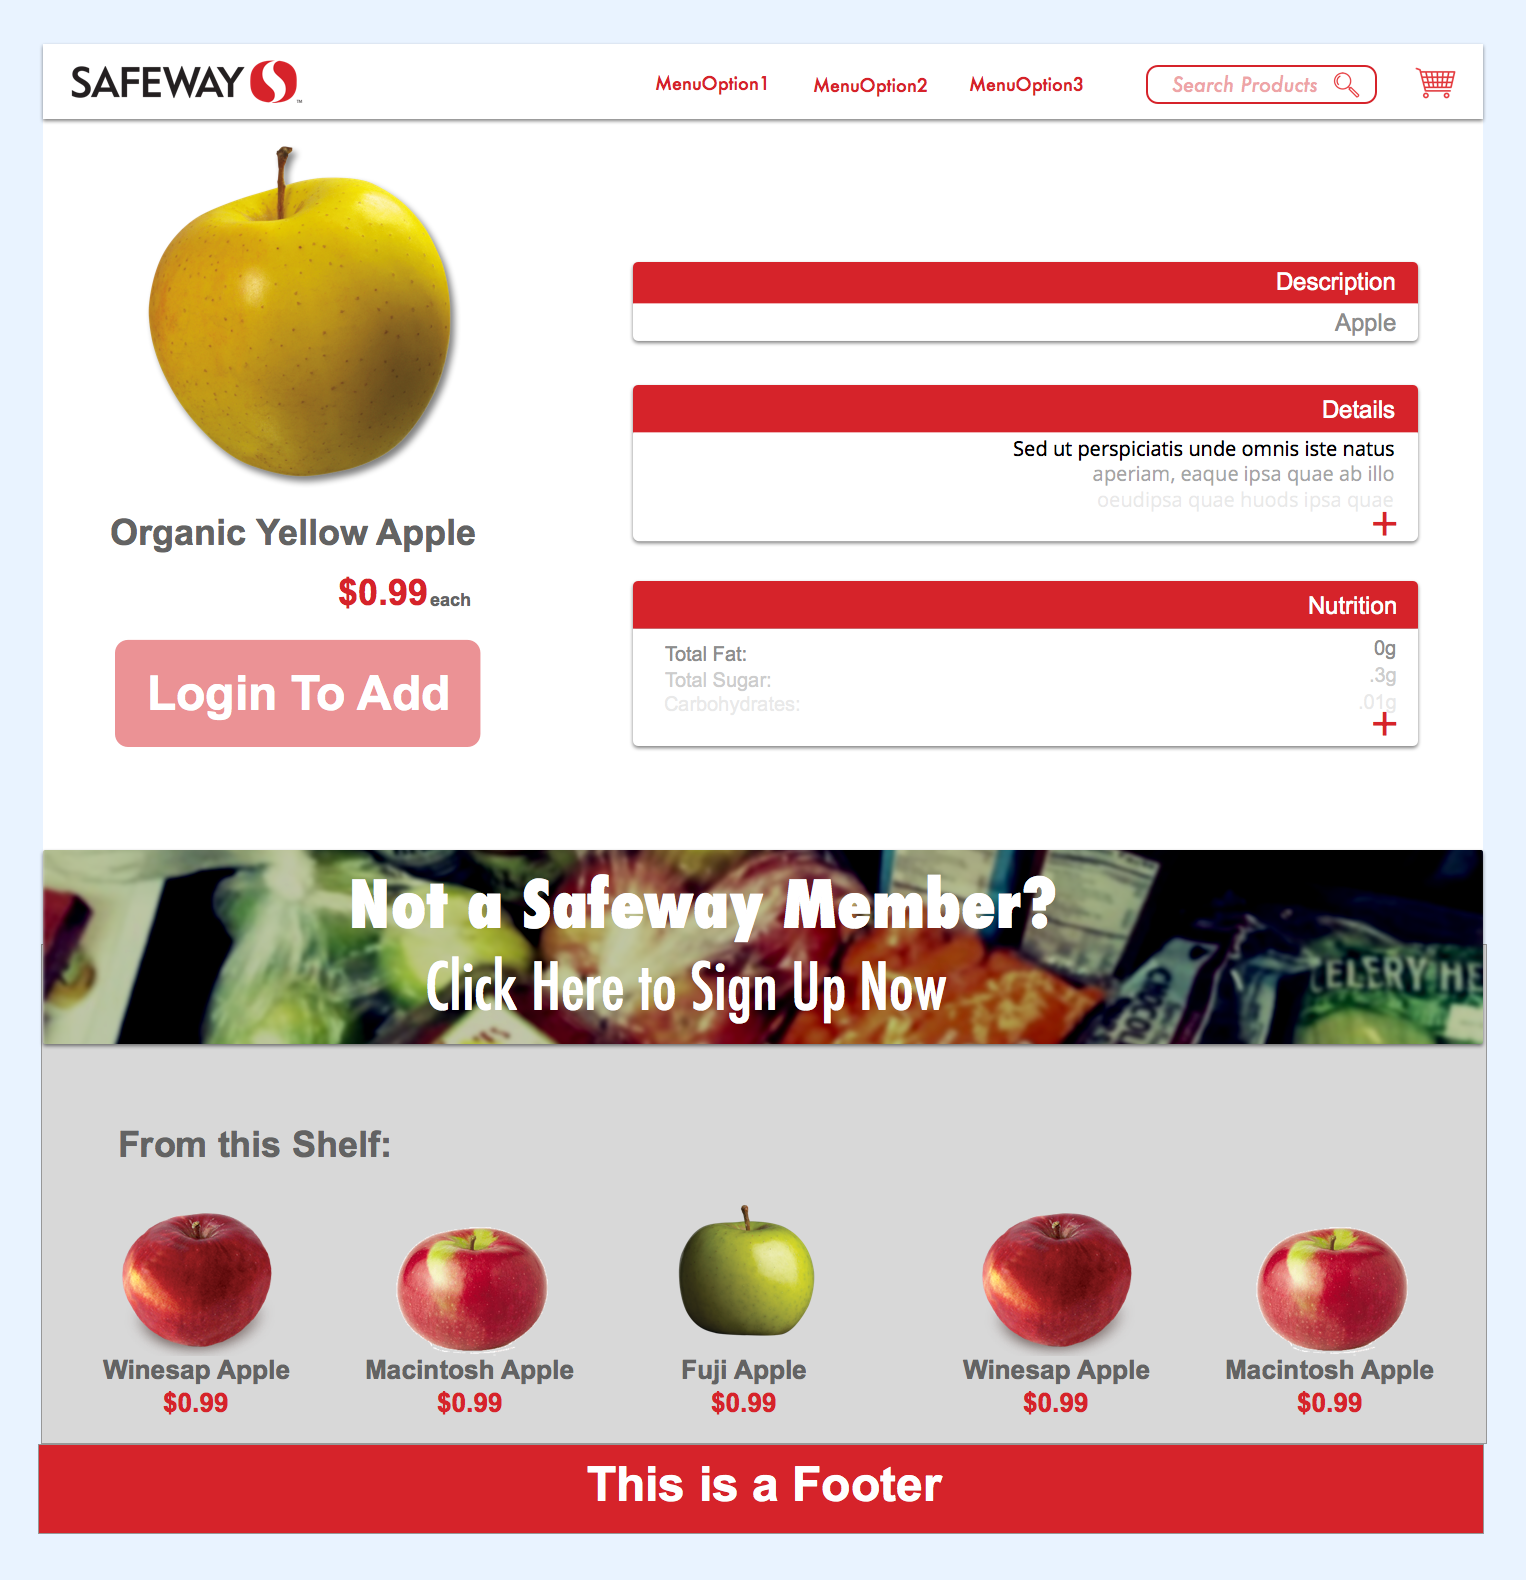 SAFEWAY
MenuOption1
MenuOption2
MenuOption3
Search Products
Description
Apple
Details
Sed ut perspiciatis unde omnis iste natus
aperiam, eaque ipsa quae ab illo
oeudipsa quae huods ipsa quae
+
Organic Yellow Apple
$0.99 each
Login To Add
Nutrition
Total Fat: 0g
Total Sugar: .3g
Carbohydrates: .01g
+
Not a Safeway Member?
Click Here to Sign Up Now
ELERY HE
From this Shelf:
Winesap Apple
$0.99
Macintosh Apple
$0.99
Fuji Apple
$0.99
Winesap Apple
$0.99
Macintosh Apple
$0.99
This is a Footer